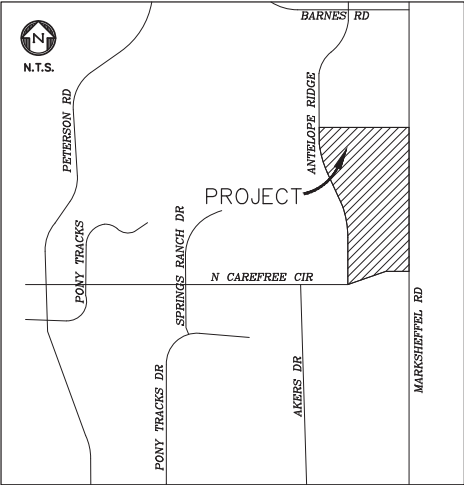 BARNES RD
N
N.T.S.
PETERSON RD
ANTELOPE RIDGE
PROJECT
PONY TRACKS
SPRINGS RANCH DR
N CAREFREE CIR
MARKSHEFFEL RD
PONY TRACKS DR
AKERS DR